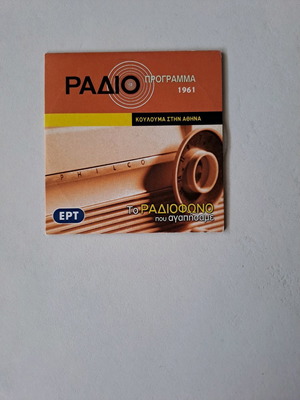 ΡΑΔΙΟ
ΠΡΟΓΡΑΜΜΑ
1961
ΚΟΥΛΟΥΜΑ ΣΤΗΝ ΑΘΗΝΑ
PHILCO
ΕΡΤ
Το ΡΑΔΙΟΦΩΝΟ
που αγαπήσαμε